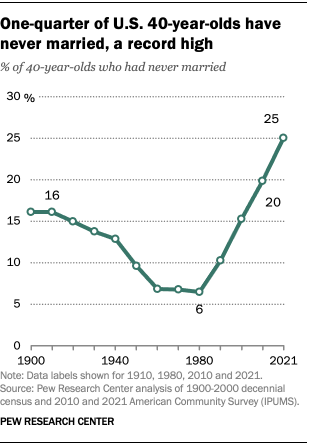 One-quarter of U.S. 40-year-olds have
never married, a record high
% of 40-year-olds who had never married
30 %
25
25
20
20
16
15
10
5
6
0
1900 1910 1940 1980 2021
Note: Data labels shown for 1910, 1980, 2010 and 2021.
Source: Pew Research Center analysis of 1900-2000 decennial
census and 2010 and 2021 American Community Survey (IPUMS).
PEW RESEARCH CENTER